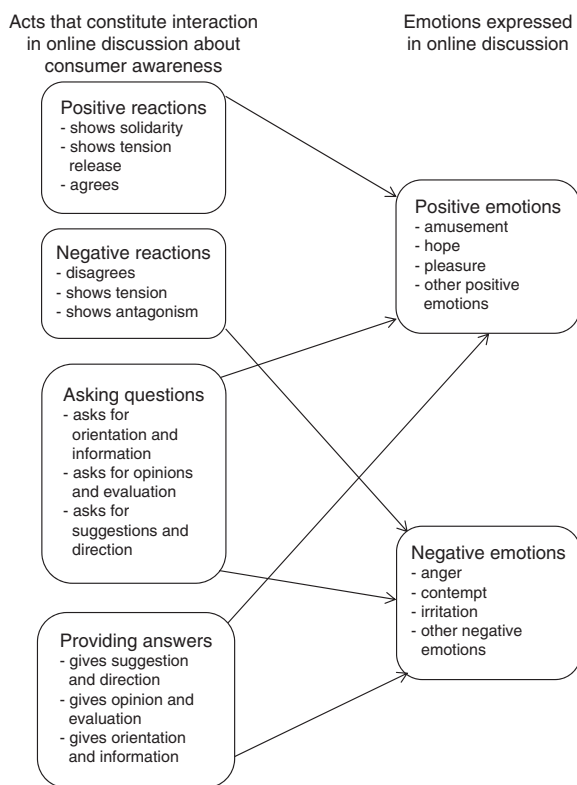 Acts that constitute interaction
in online discussion about
consumer awareness
Emotions expressed
in online discussion
Positive reactions
- shows solidarity
- shows tension
release
- agrees
Negative reactions
- disagrees
- shows tension
- shows antagonism
Asking questions
- asks for
orientation and
information
- asks for opinions
and evaluation
- asks for
suggestions and
direction
Providing answers
- gives suggestion
and direction
- gives opinion and
evaluation
- gives orientation
and information
Positive emotions
- amusement
- hope
- pleasure
- other positive
emotions
Negative emotions
- anger
- contempt
- irritation
- other negative
emotions